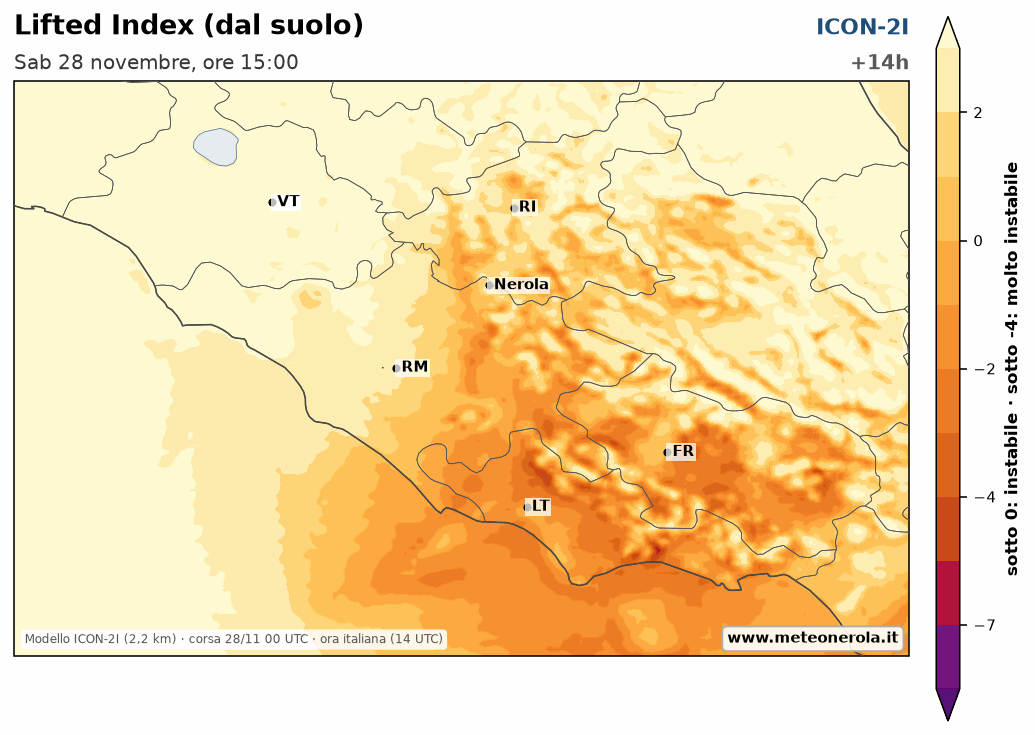 Lifted Index (dal suolo)
ICON-2I
Sab 28 novembre, ore 15:00
+14h
VT
RI
Nerola
RM
FR
LT
Modello ICON-2I (2,2 km) · corsa 28/11 00 UTC · ora italiana (14 UTC)
www.meteonerola.it
2
0
−2
−4
−7
sotto 0: instabile · sotto -4: molto instabile